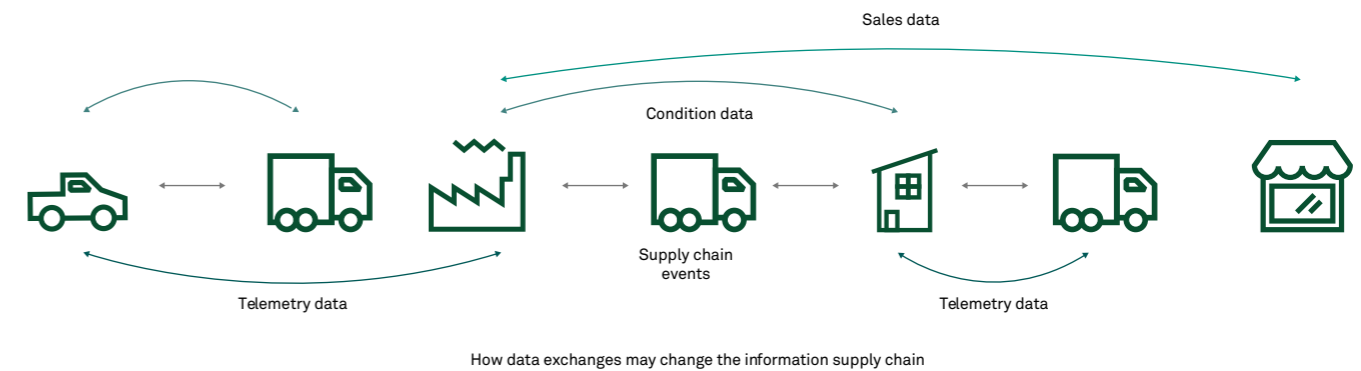 Sales data
Condition data
Supply chain
events
Telemetry data
Telemetry data
How data exchanges may change the information supply chain